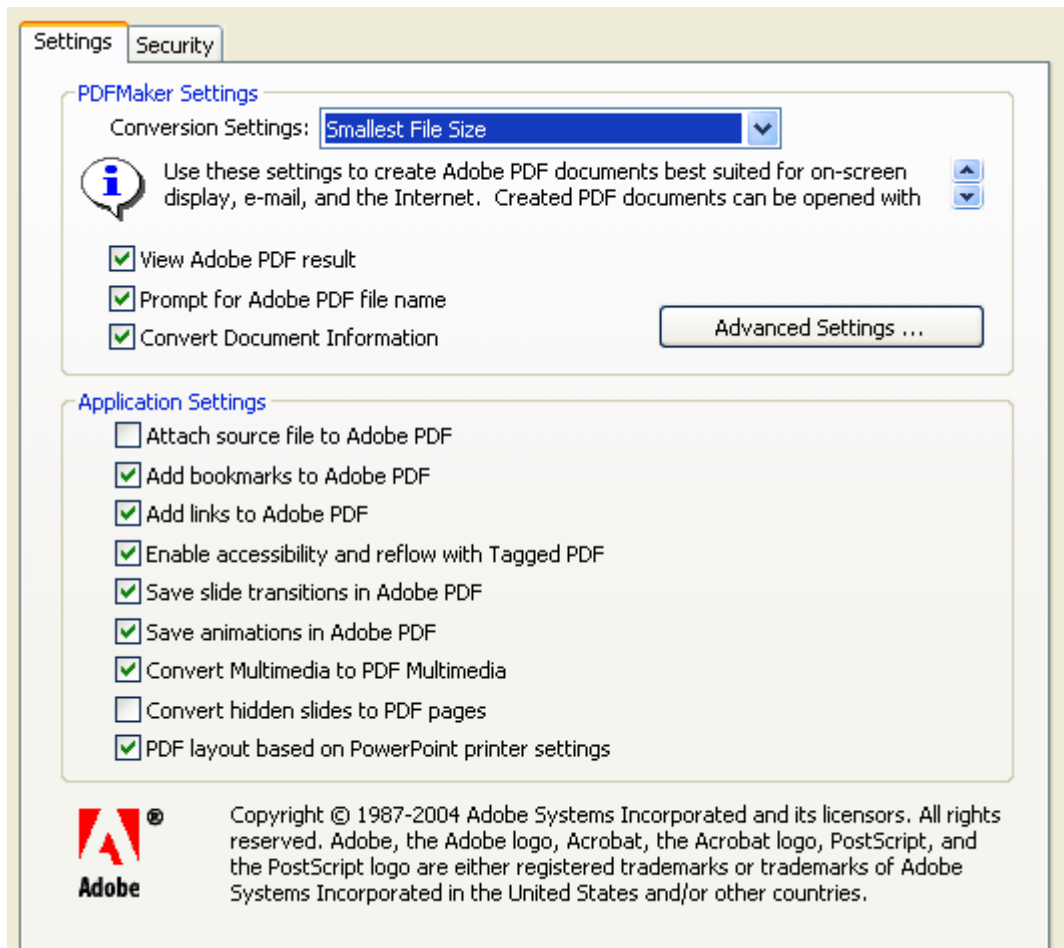 Settings
Security
PDFMaker Settings
Conversion Settings: Smallest File Size
Use these settings to create Adobe PDF documents best suited for on-screen
display, e-mail, and the Internet.  Created PDF documents can be opened with
View Adobe PDF result
Prompt for Adobe PDF file name
Convert Document Information
Advanced Settings ...
Application Settings
Attach source file to Adobe PDF
Add bookmarks to Adobe PDF
Add links to Adobe PDF
Enable accessibility and reflow with Tagged PDF
Save slide transitions in Adobe PDF
Save animations in Adobe PDF
Convert Multimedia to PDF Multimedia
Convert hidden slides to PDF pages
PDF layout based on PowerPoint printer settings
®
Adobe
Copyright © 1987-2004 Adobe Systems Incorporated and its licensors. All rights
reserved. Adobe, the Adobe logo, Acrobat, the Acrobat logo, PostScript, and
the PostScript logo are either registered trademarks or trademarks of Adobe
Systems Incorporated in the United States and/or other countries.